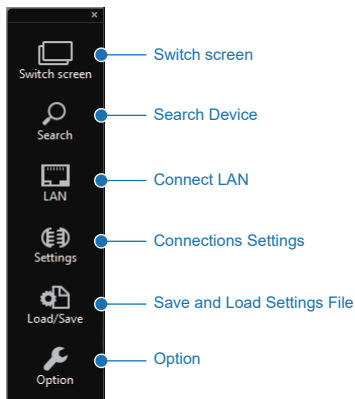 ×
Switch screen
Switch screen
Search
Search Device
LAN
Connect LAN
Settings
Connections Settings
Load/Save
Save and Load Settings File
Option
Option